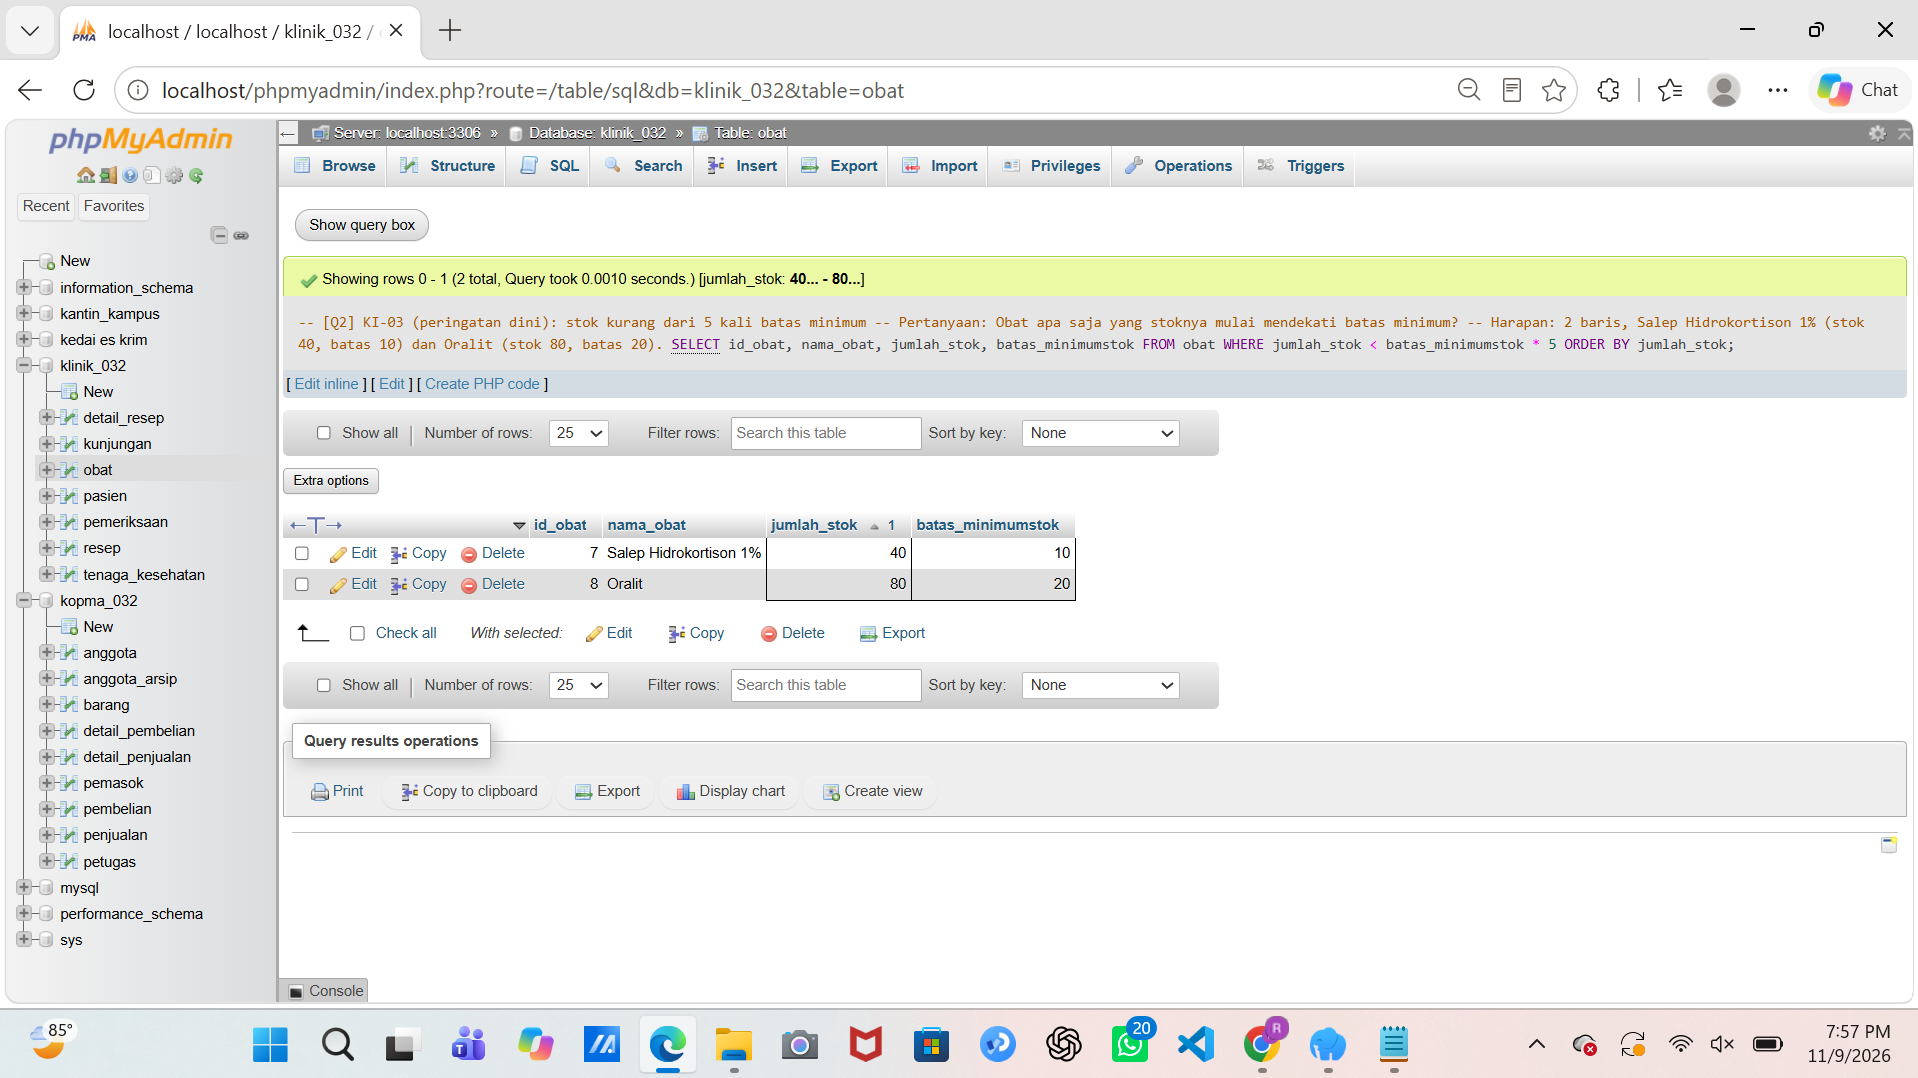 localhost / localhost / klinik_032 /
localhost/phpmyadmin/index.php?route=/table/sql&db=klinik_032&table=obat
Chat
phpMyAdmin
Recent
Favorites
New
information_schema
kantin_kampus
kedai es krim
klinik_032
New
detail_resep
kunjungan
obat
pasien
pemeriksaan
resep
tenaga_kesehatan
kopma_032
New
anggota
anggota_arsip
barang
detail_pembelian
detail_penjualan
pemasok
pembelian
penjualan
petugas
mysql
performance_schema
sys
Server: localhost:3306 » Database: klinik_032 » Table: obat
Browse Structure SQL Search Insert Export Import Privileges Operations Triggers
Show query box
Showing rows 0 - 1 (2 total, Query took 0.0010 seconds.) [jumlah_stok: 40... - 80...]
-- [Q2] KI-03 (peringatan dini): stok kurang dari 5 kali batas minimum -- Pertanyaan: Obat apa saja yang stoknya mulai mendekati batas minimum? -- Harapan: 2 baris, Salep Hidrokortison 1% (stok
40, batas 10) dan Oralit (stok 80, batas 20). SELECT id_obat, nama_obat, jumlah_stok, batas_minimumstok FROM obat WHERE jumlah_stok < batas_minimumstok * 5 ORDER BY jumlah_stok;
[ Edit inline ] [ Edit ] [ Create PHP code ]
Show all Number of rows: 25 Filter rows: Search this table Sort by key: None
Extra options
id_obat nama_obat jumlah_stok 1 batas_minimumstok
Edit Copy Delete 7 Salep Hidrokortison 1% 40 10
Edit Copy Delete 8 Oralit 80 20
Check all With selected: Edit Copy Delete Export
Show all Number of rows: 25 Filter rows: Search this table Sort by key: None
Query results operations
Print Copy to clipboard Export Display chart Create view
Console
85°
20
R
7:57 PM
11/9/2026